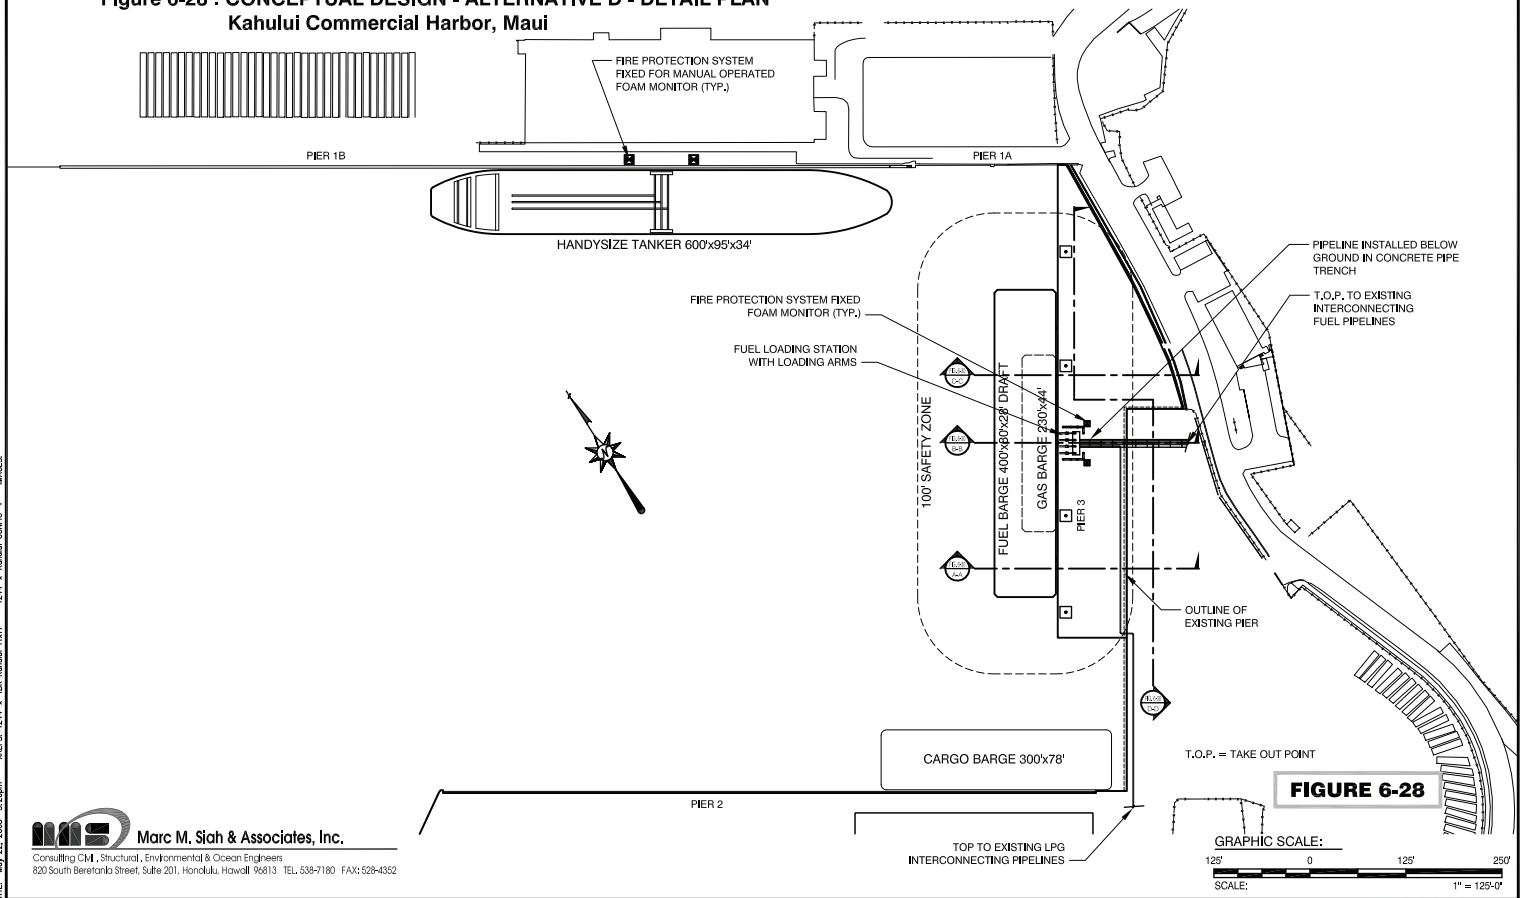 Figure 6-28 : CONCEPTUAL DESIGN - ALTERNATIVE D - DETAIL PLAN
Kahului Commercial Harbor, Maui
FIRE PROTECTION SYSTEM
FIXED FOR MANUAL OPERATED
FOAM MONITOR (TYP.)
PIER 1B
PIER 1A
HANDYSIZE TANKER 600'x95'x34'
PIPELINE INSTALLED BELOW
GROUND IN CONCRETE PIPE
TRENCH
FIRE PROTECTION SYSTEM FIXED
FOAM MONITOR (TYP.)
T.O.P. TO EXISTING
INTERCONNECTING
FUEL PIPELINES
FUEL LOADING STATION
WITH LOADING ARMS
C-C
B-B
A-A
D-D
100' SAFETY ZONE
FUEL BARGE 400'x80'x28' DRAFT
GAS BARGE 230'x44'
PIER 3
N
OUTLINE OF
EXISTING PIER
CARGO BARGE 300'x78'
T.O.P. = TAKE OUT POINT
FIGURE 6-28
PIER 2
Marc M. Siah & Associates, Inc.
Consulting Civil, Structural, Environmental & Ocean Engineers
820 South Beretania Street, Suite 201, Honolulu, Hawaii 96813 TEL. 538-7180 FAX: 528-4352
TOP TO EXISTING LPG
INTERCONNECTING PIPELINES
GRAPHIC SCALE:
125' 0 125' 250'
SCALE: 1" = 125'-0"